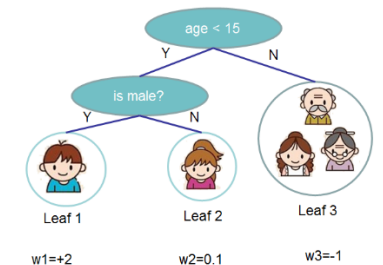 age < 15
Y
N
is male?
Y
N
Leaf 1
Leaf 2
Leaf 3
w1=+2
w2=0.1
w3=-1